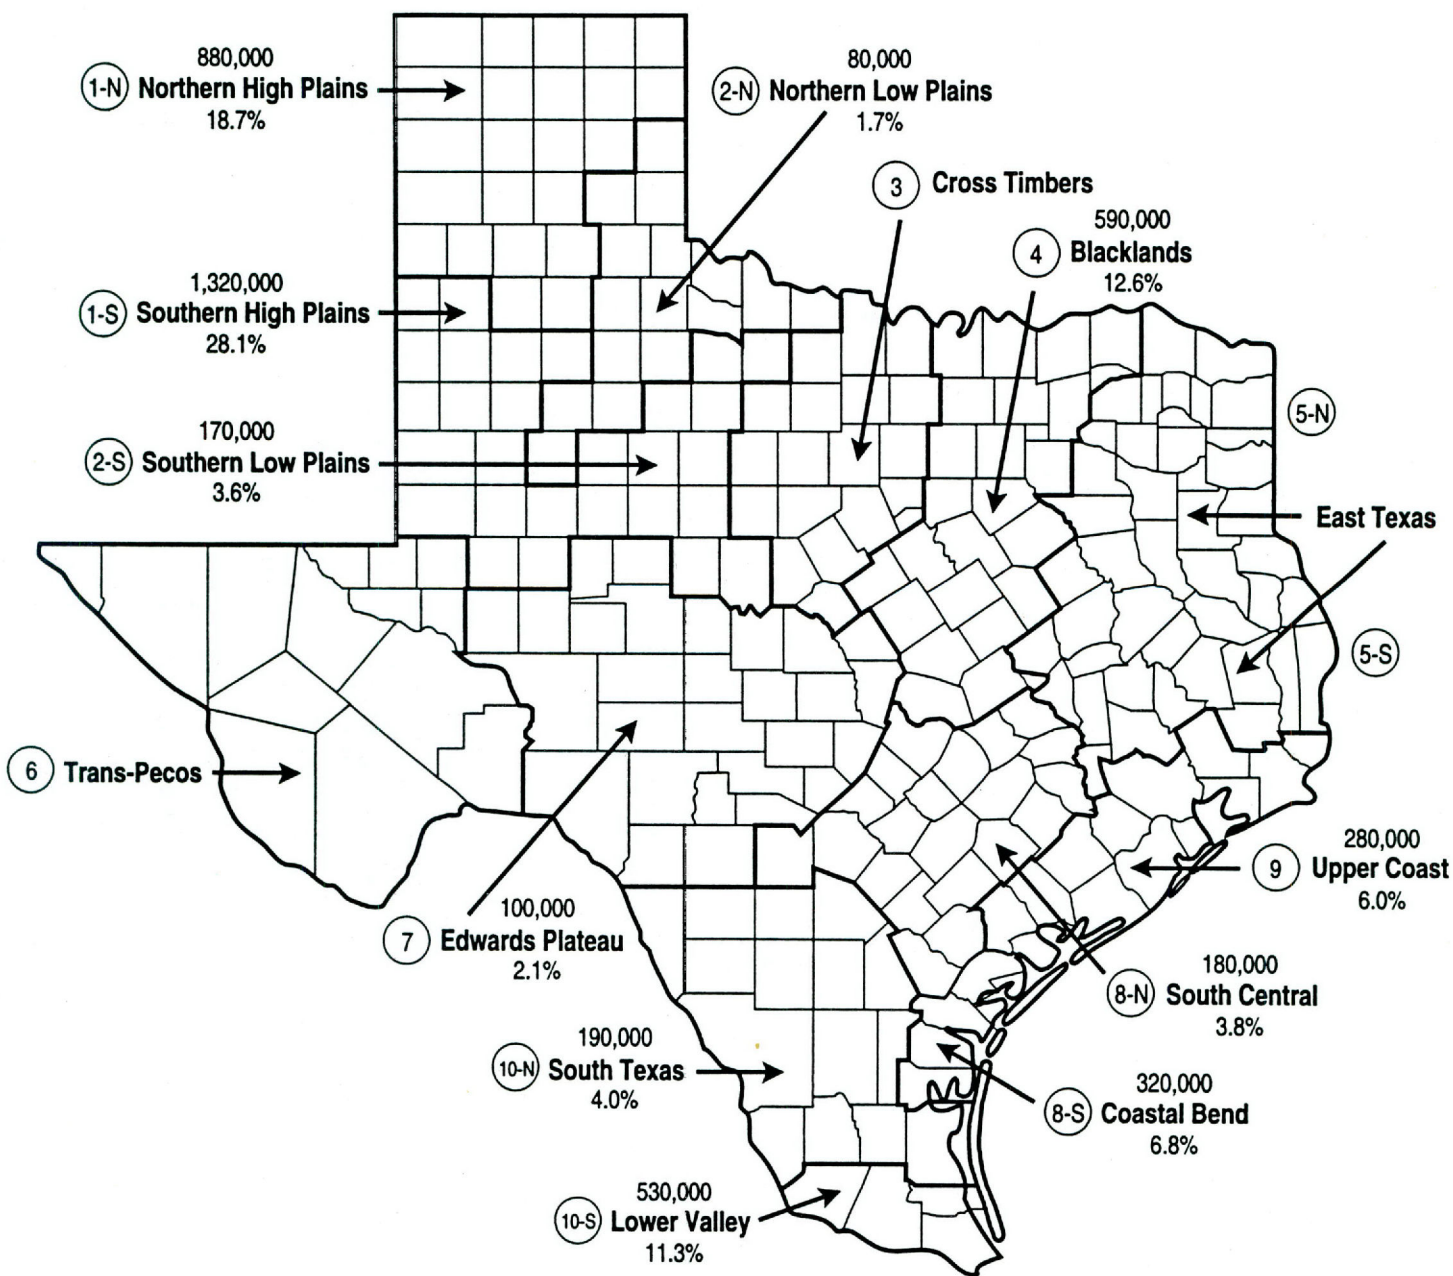 880,000
1-N Northern High Plains
18.7%
80,000
2-N Northern Low Plains
1.7%
3 Cross Timbers
590,000
4 Blacklands
12.6%
1,320,000
1-S Southern High Plains
28.1%
5-N
170,000
2-S Southern Low Plains
3.6%
East Texas
5-S
6 Trans-Pecos
280,000
9 Upper Coast
6.0%
100,000
7 Edwards Plateau
2.1%
180,000
8-N South Central
3.8%
190,000
10-N South Texas
4.0%
320,000
8-S Coastal Bend
6.8%
530,000
10-S Lower Valley
11.3%